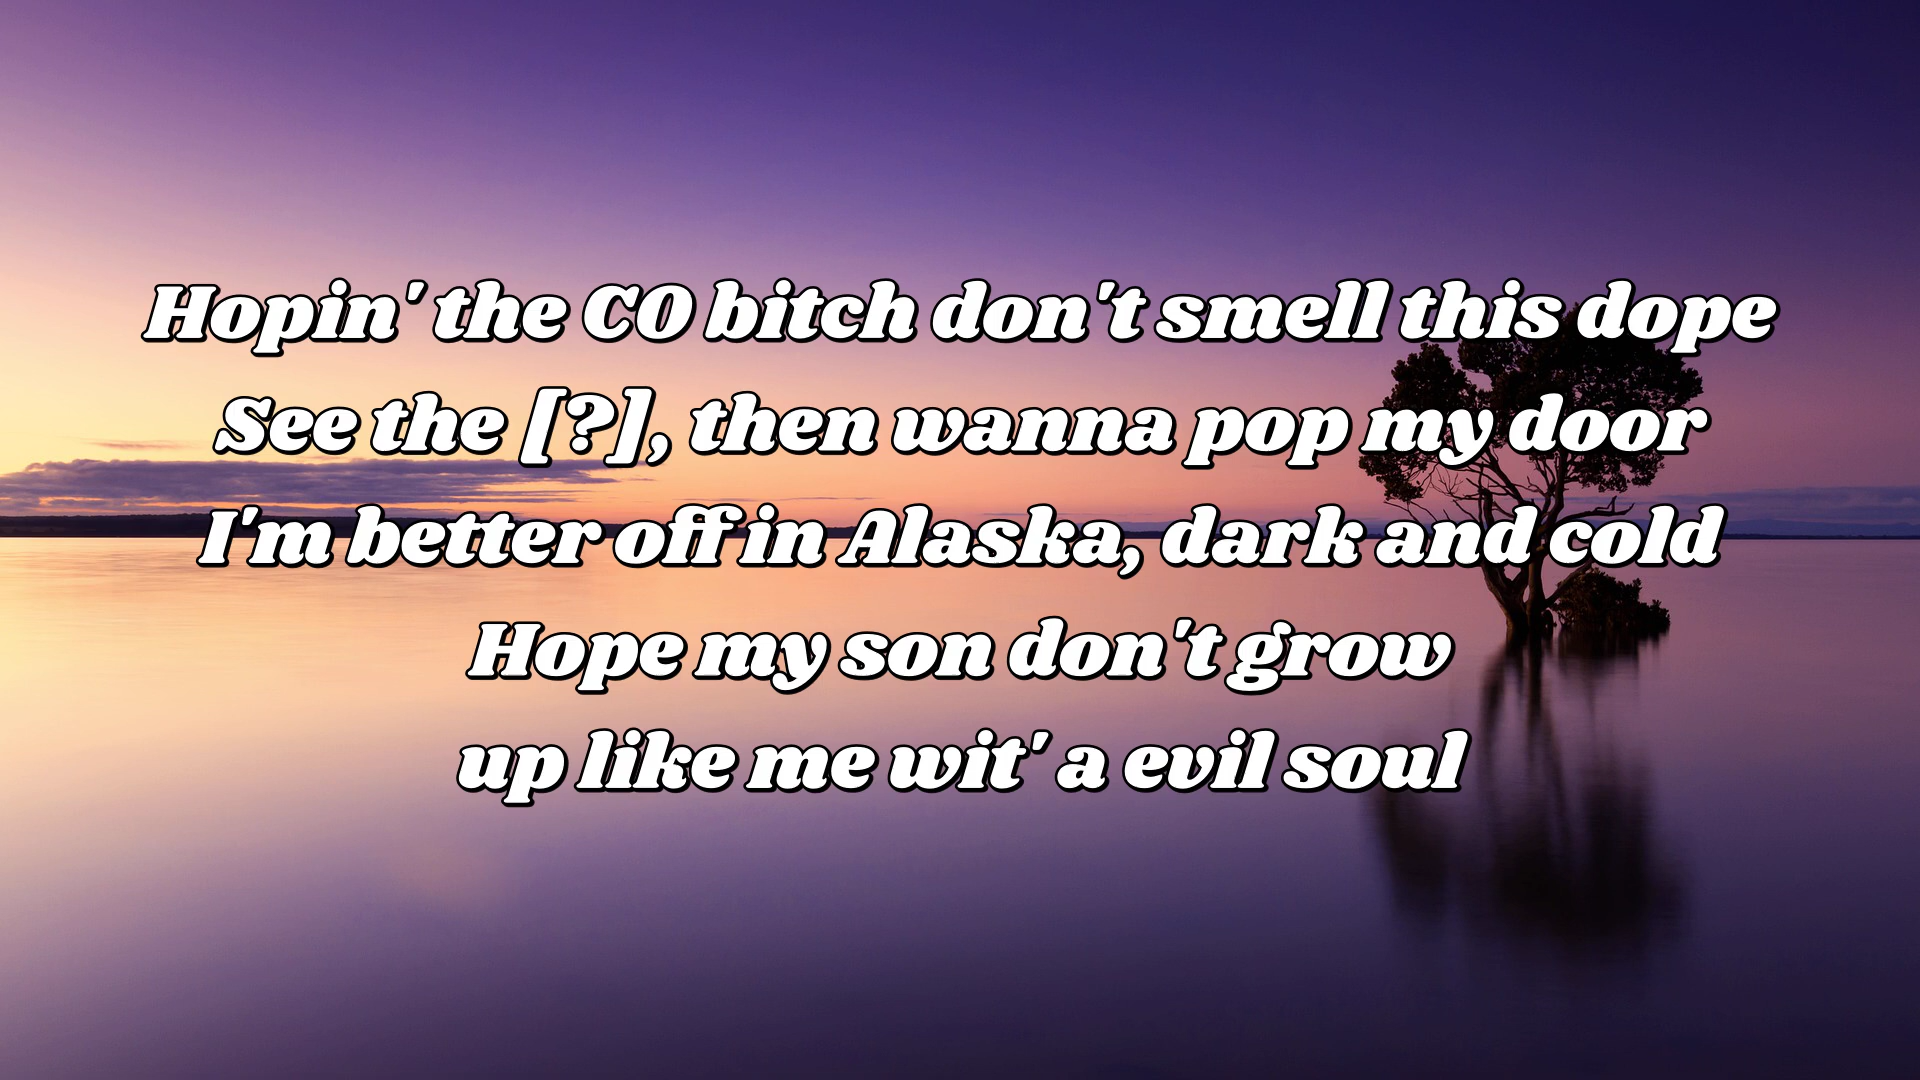 Hopin' the CO bitch don't smell this dope
See the [?], then wanna pop my door
I'm better off in Alaska, dark and cold
Hope my son don't grow
up like me wit' a evil soul